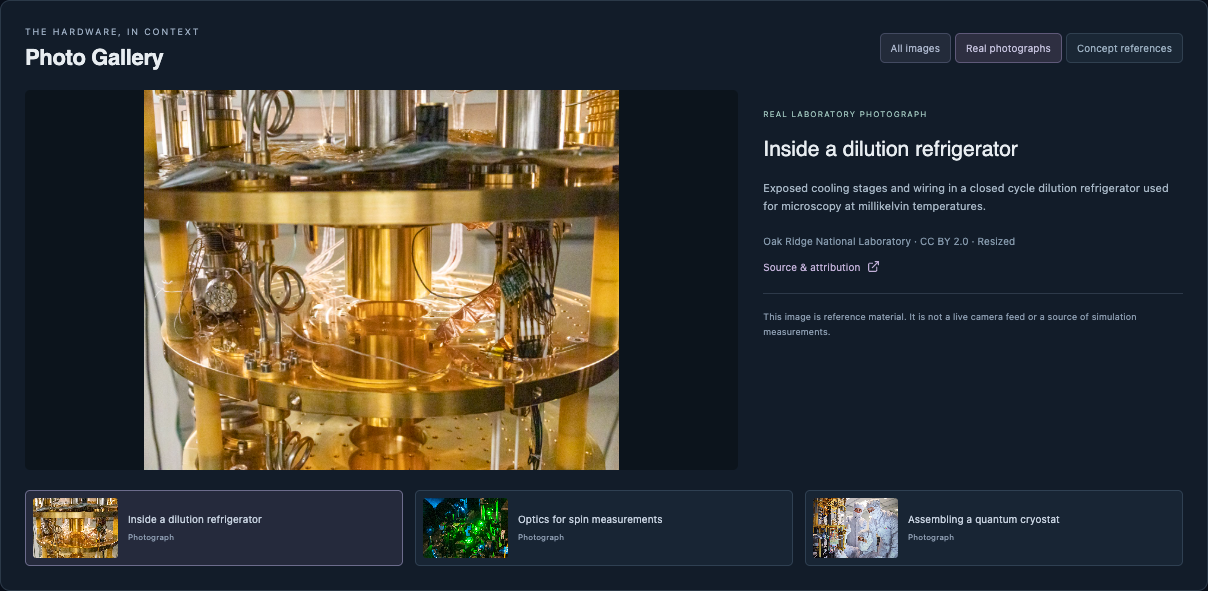 THE HARDWARE, IN CONTEXT
Photo Gallery
All images
Real photographs
Concept references
REAL LABORATORY PHOTOGRAPH
Inside a dilution refrigerator
Exposed cooling stages and wiring in a closed cycle dilution refrigerator used
for microscopy at millikelvin temperatures.
Oak Ridge National Laboratory · CC BY 2.0 · Resized
Source & attribution
This image is reference material. It is not a live camera feed or a source of simulation
measurements.
Inside a dilution refrigerator
Photograph
Optics for spin measurements
Photograph
Assembling a quantum cryostat
Photograph